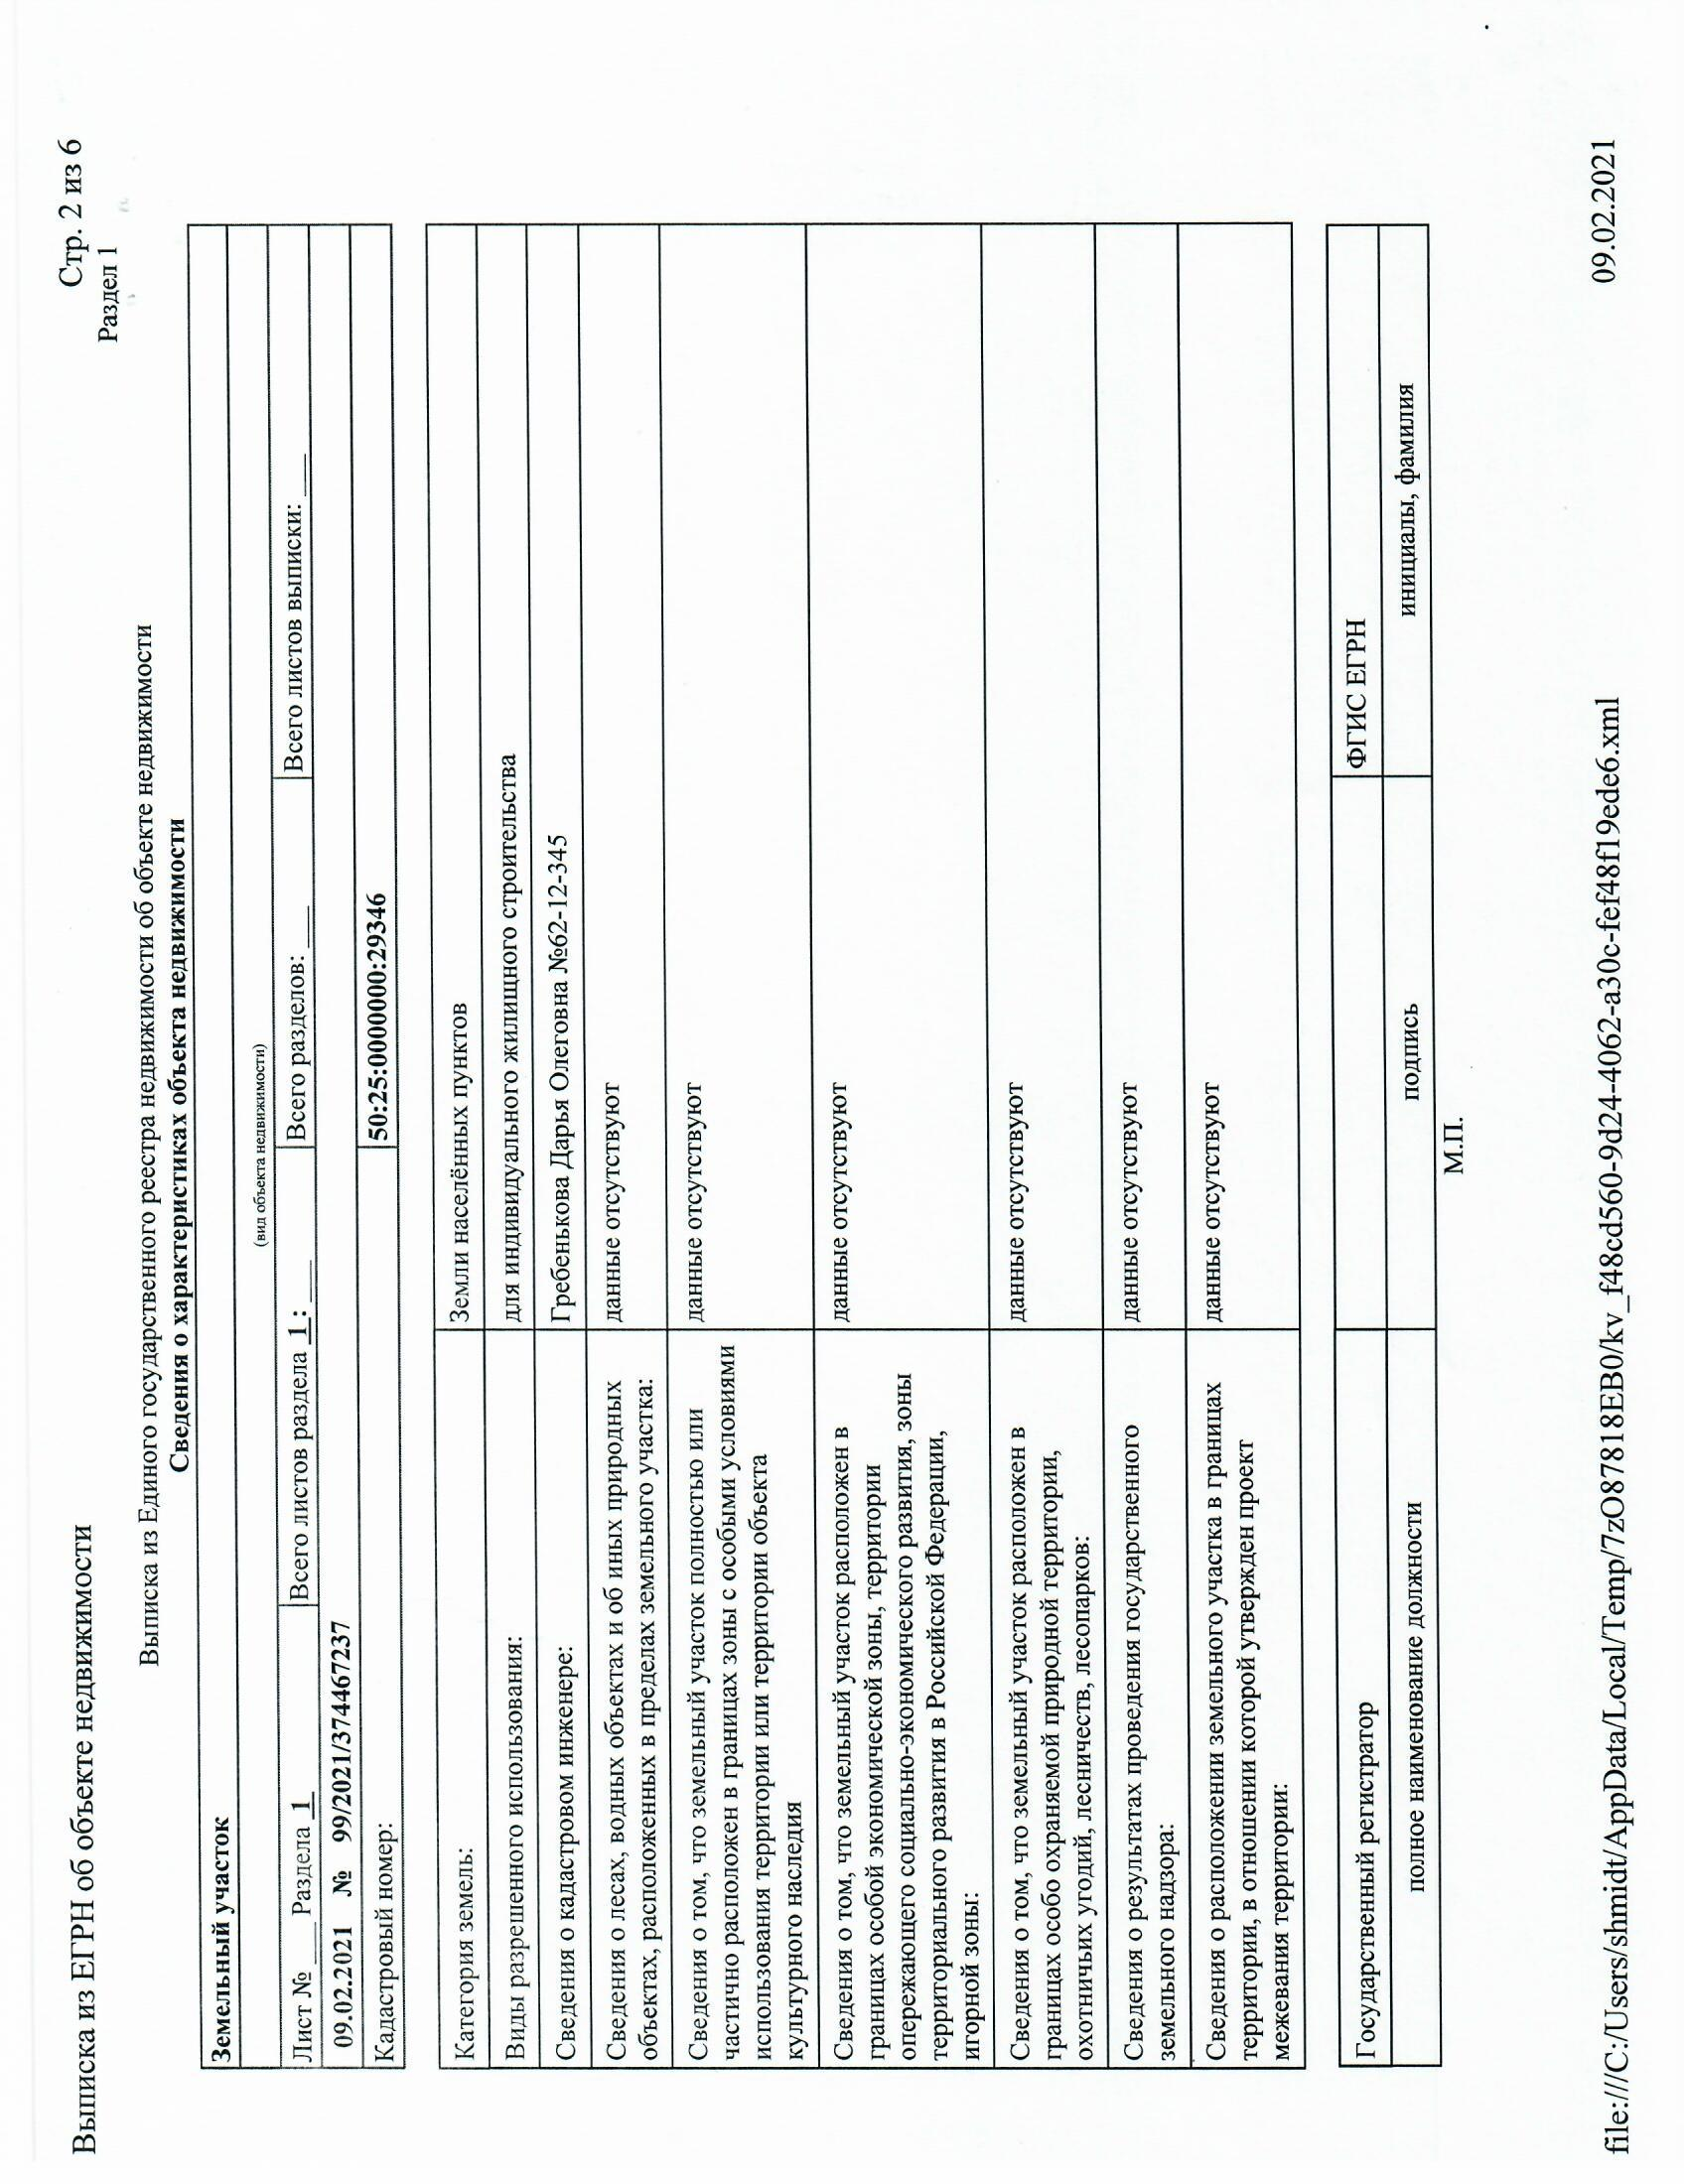 Выписка из ЕГРН об объекте недвижимости
Стр. 2 из 6
Раздел 1
Выписка из Единого государственного реестра недвижимости об объекте недвижимости
Сведения о характеристиках объекта недвижимости
Земельный участок
(вид объекта недвижимости)
Лист № ___ Раздела 1
Всего листов раздела 1 : ___
Всего разделов: ___
Всего листов выписки: ___
09.02.2021 № 99/2021/374467237
Кадастровый номер:
50:25:0000000:29346
Категория земель:
Земли населённых пунктов
Виды разрешенного использования:
для индивидуального жилищного строительства
Сведения о кадастровом инженере:
Гребенькова Дарья Олеговна №62-12-345
Сведения о лесах, водных объектах и об иных природных
объектах, расположенных в пределах земельного участка:
данные отсутствуют
Сведения о том, что земельный участок полностью или
частично расположен в границах зоны с особыми условиями
использования территории или территории объекта
культурного наследия
данные отсутствуют
Сведения о том, что земельный участок расположен в
границах особой экономической зоны, территории
опережающего социально-экономического развития, зоны
территориального развития в Российской Федерации,
игорной зоны:
данные отсутствуют
Сведения о том, что земельный участок расположен в
границах особо охраняемой природной территории,
охотничьих угодий, лесничеств, лесопарков:
данные отсутствуют
Сведения о результатах проведения государственного
земельного надзора:
данные отсутствуют
Сведения о расположении земельного участка в границах
территории, в отношении которой утвержден проект
межевания территории:
данные отсутствуют
Государственный регистратор
ФГИС ЕГРН
полное наименование должности
подпись
инициалы, фамилия
М.П.
file:///C:/Users/shmidt/AppData/Local/Temp/7zO87818EB0/kv_f48cd560-9d24-4062-a30c-fef48f19ede6.xml
09.02.2021